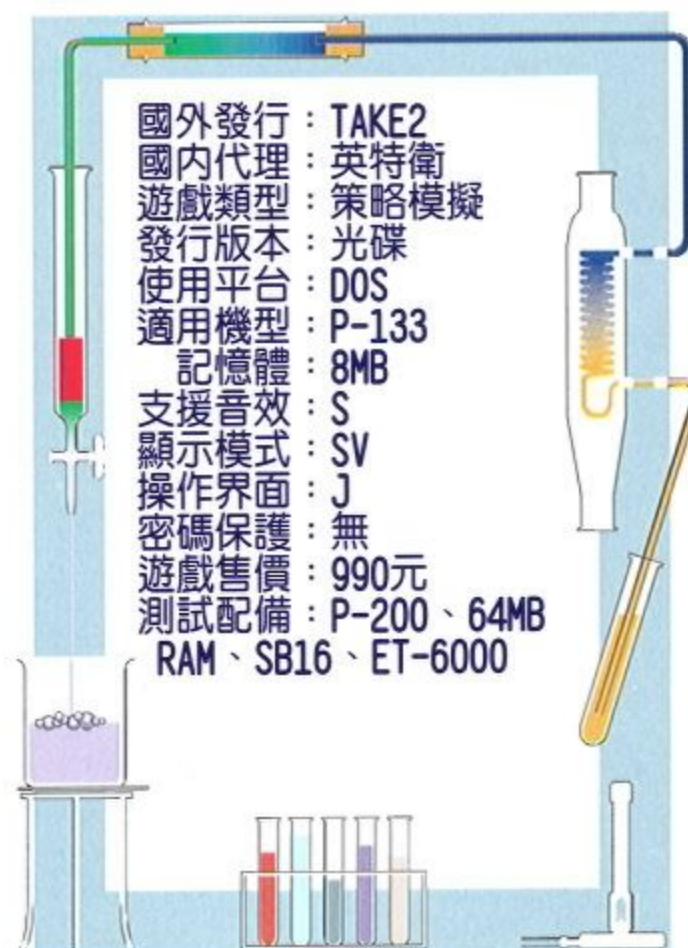 國外發行：TAKE2
國內代理：英特衛
遊戲類型：策略模擬
發行版本：光碟
使用平台：DOS
適用機型：P-133
記憶體：8MB
支援音效：S
顯示模式：SV
操作界面：J
密碼保護：無
遊戲售價：990元
測試配備：P-200、64MB
RAM、SB16、ET-6000